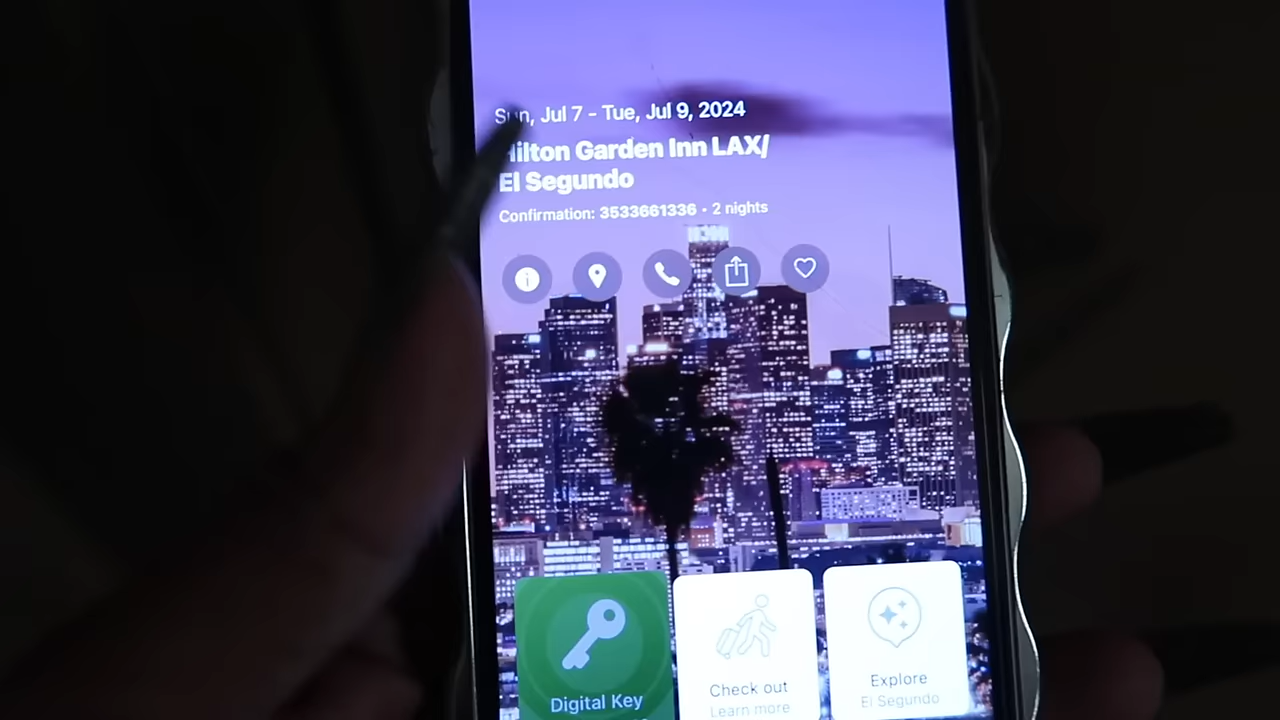 Sun, Jul 7 - Tue, Jul 9, 2024
Hilton Garden Inn LAX/
El Segundo
Confirmation: 3533661336 • 2 nights
Digital Key
Check out
Learn more
Explore
El Segundo